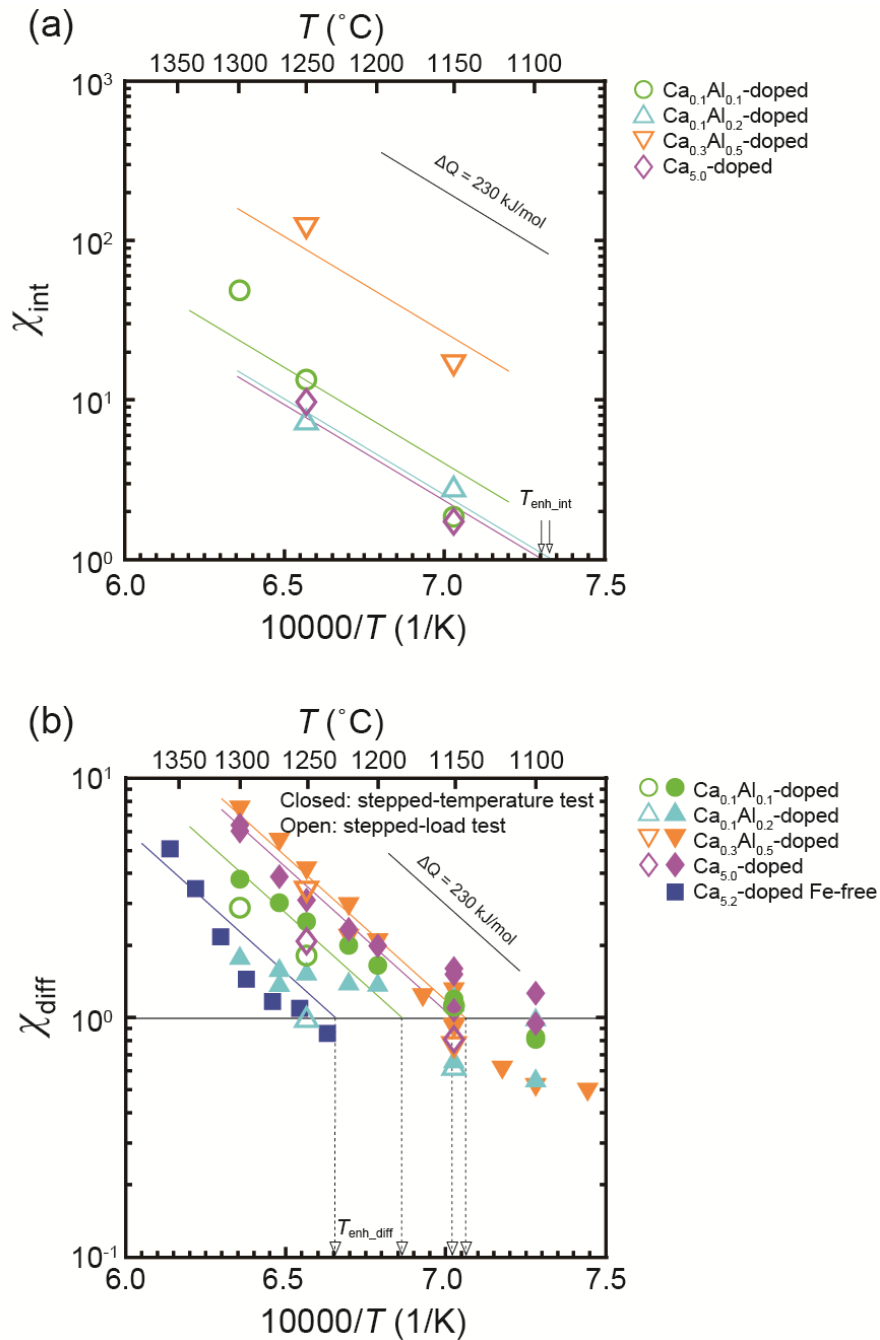 (a)
T (°C)
1350 1300 1250 1200 1150 1100
10³
10²
10¹
10⁰
χint
ΔQ = 230 kJ/mol
Tenh_int
6.0 6.5 7.0 7.5
10000/T (1/K)
Ca0.1Al0.1-doped
Ca0.1Al0.2-doped
Ca0.3Al0.5-doped
Ca5.0-doped
(b)
T (°C)
1350 1300 1250 1200 1150 1100
10¹
10⁰
10⁻¹
χdiff
Closed: stepped-temperature test
Open: stepped-load test
ΔQ = 230 kJ/mol
Tenh_diff
6.0 6.5 7.0 7.5
10000/T (1/K)
Ca0.1Al0.1-doped
Ca0.1Al0.2-doped
Ca0.3Al0.5-doped
Ca5.0-doped
Ca5.2-doped Fe-free